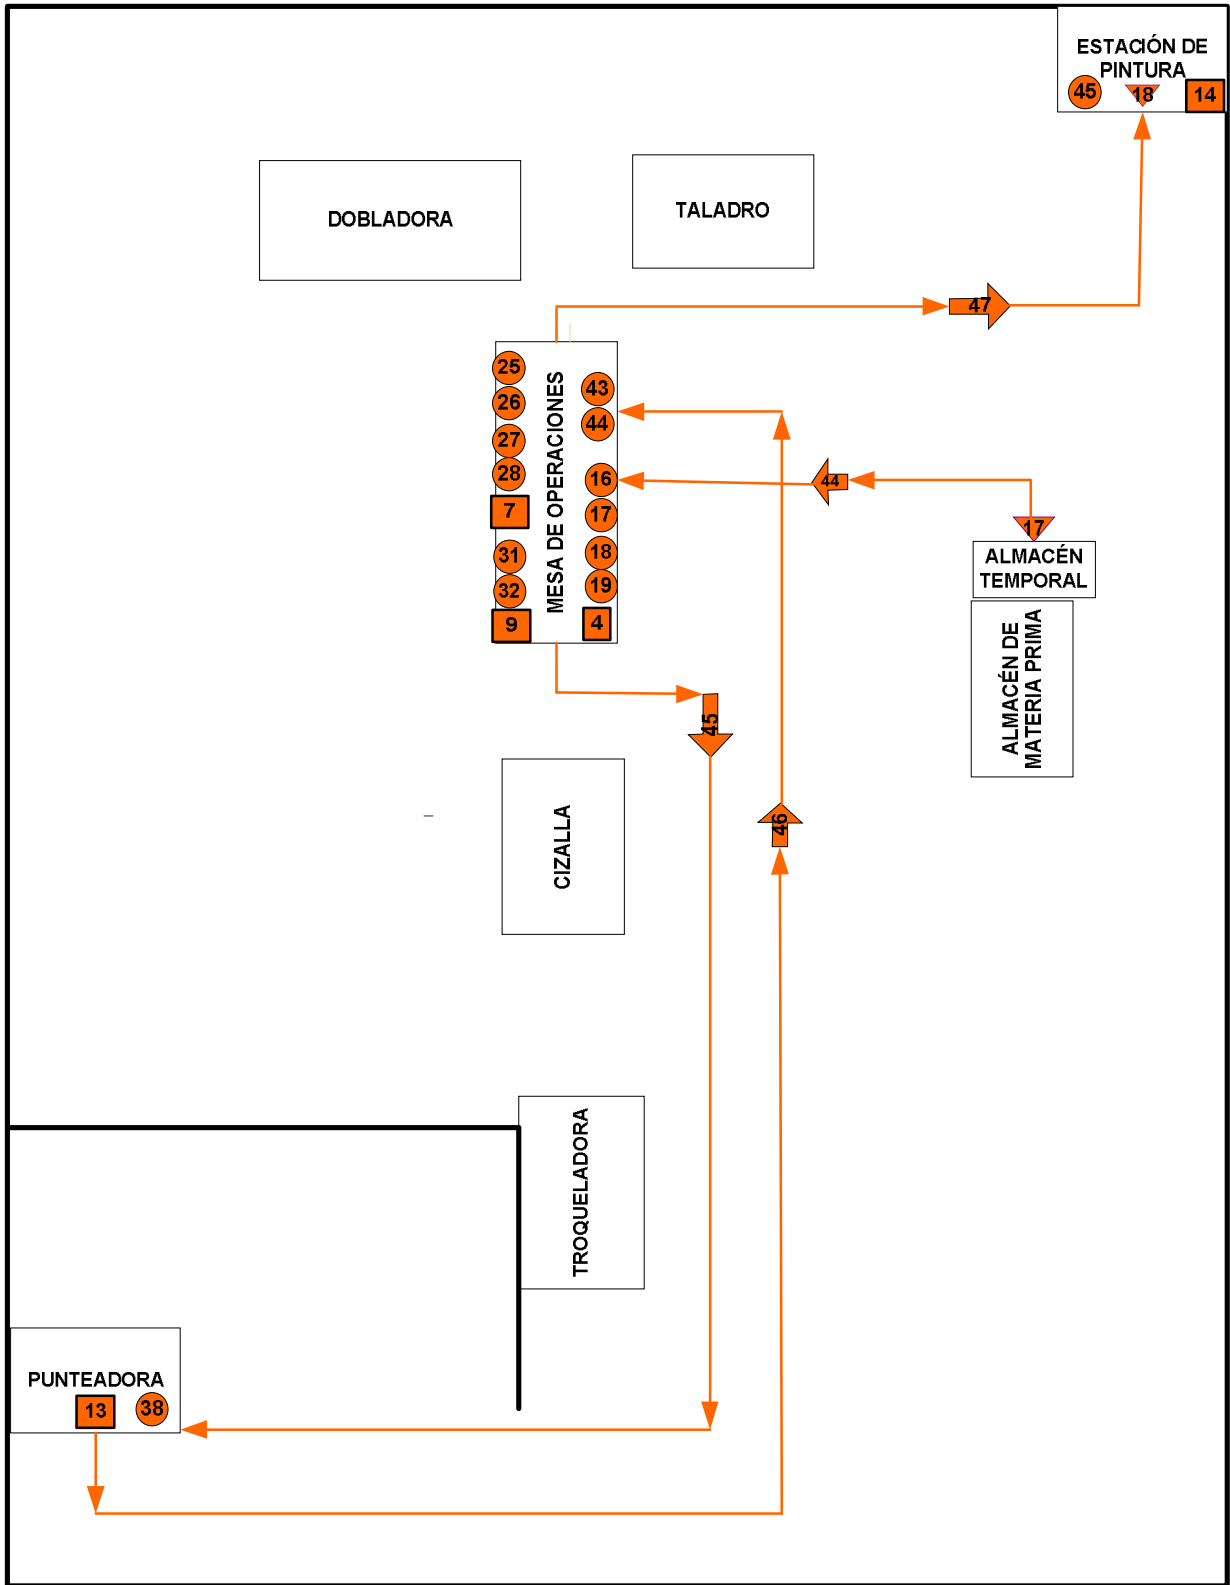 ESTACIÓN DE
PINTURA
45
18
14
DOBLADORA
TALADRO
47
25
26
27
28
7
31
32
9
MESA DE OPERACIONES
43
44
16
17
18
19
4
44
17
ALMACÉN
TEMPORAL
ALMACÉN DE
MATERIA PRIMA
45
46
CIZALLA
TROQUELADORA
PUNTEADORA
13
38